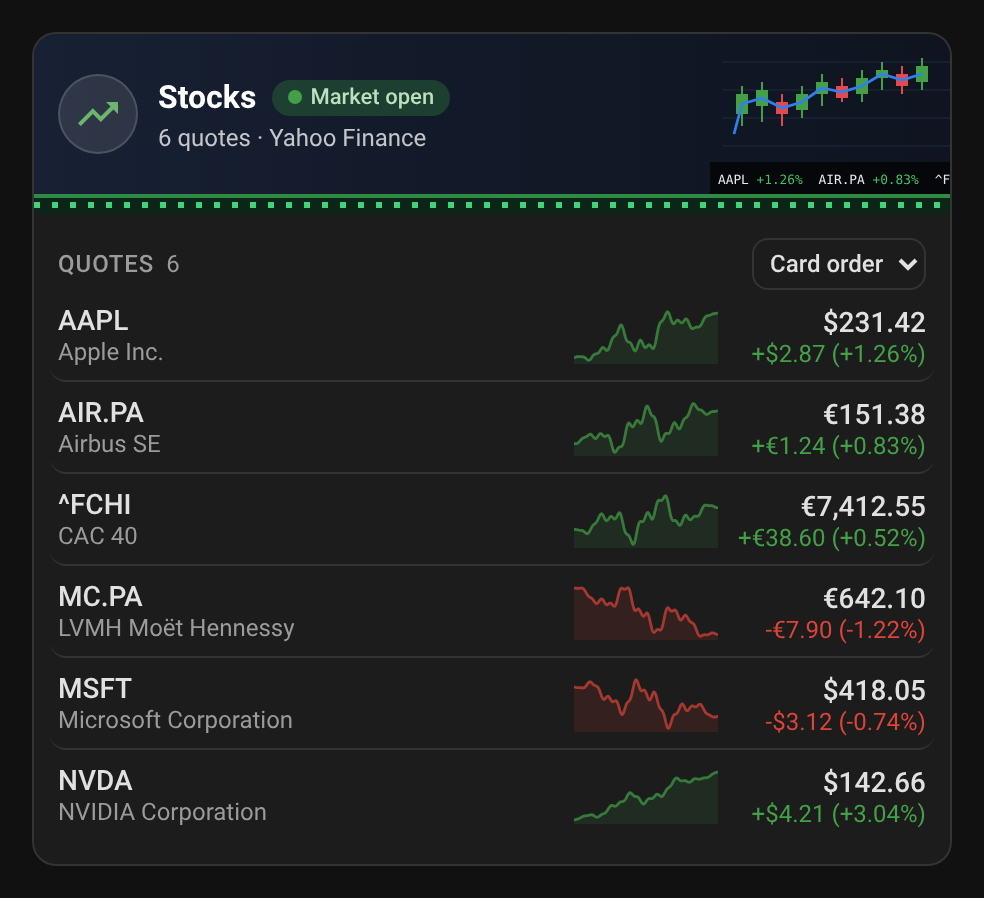 Stocks
Market open
6 quotes · Yahoo Finance
AAPL +1.26% AIR.PA +0.83% ^F
QUOTES 6
Card order
AAPL
$231.42
Apple Inc.
+$2.87 (+1.26%)
AIR.PA
€151.38
Airbus SE
+€1.24 (+0.83%)
^FCHI
€7,412.55
CAC 40
+€38.60 (+0.52%)
MC.PA
€642.10
LVMH Moët Hennessy
-€7.90 (-1.22%)
MSFT
$418.05
Microsoft Corporation
-$3.12 (-0.74%)
NVDA
$142.66
NVIDIA Corporation
+$4.21 (+3.04%)